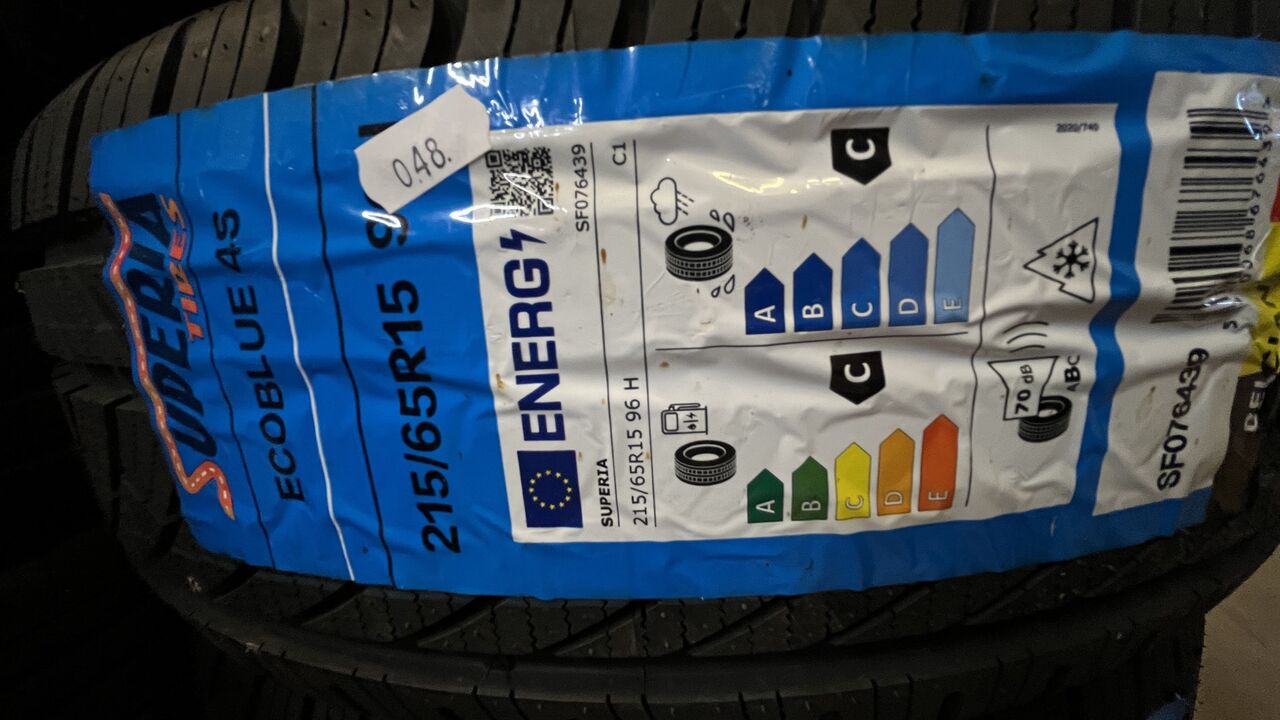 SUPERIA
TIRES
ECOBLUE 4S
215/65R15
048.
ENERG
SF076439
SUPERIA
215/65R15 96 H
C1
A
B
C
D
E
C
A
B
C
D
E
C
70 dB
ABC
2020/740
SF076439